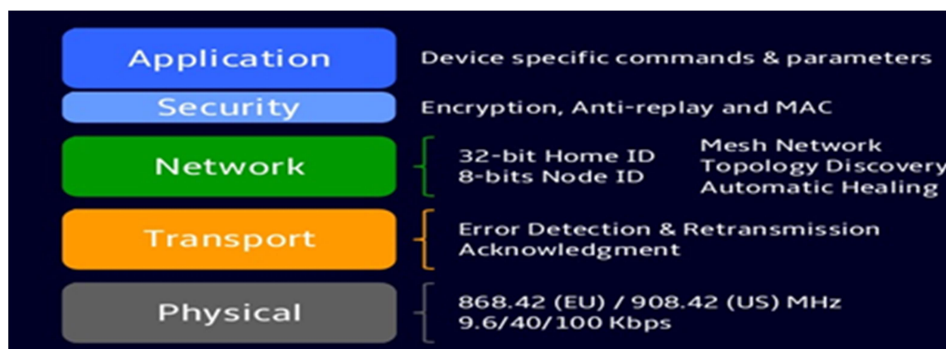 Application
Device specific commands & parameters
Security
Encryption, Anti-replay and MAC
Network
32-bit Home ID
8-bits Node ID
Mesh Network
Topology Discovery
Automatic Healing
Transport
Error Detection & Retransmission
Acknowledgment
Physical
868.42 (EU) / 908.42 (US) MHz
9.6/40/100 Kbps